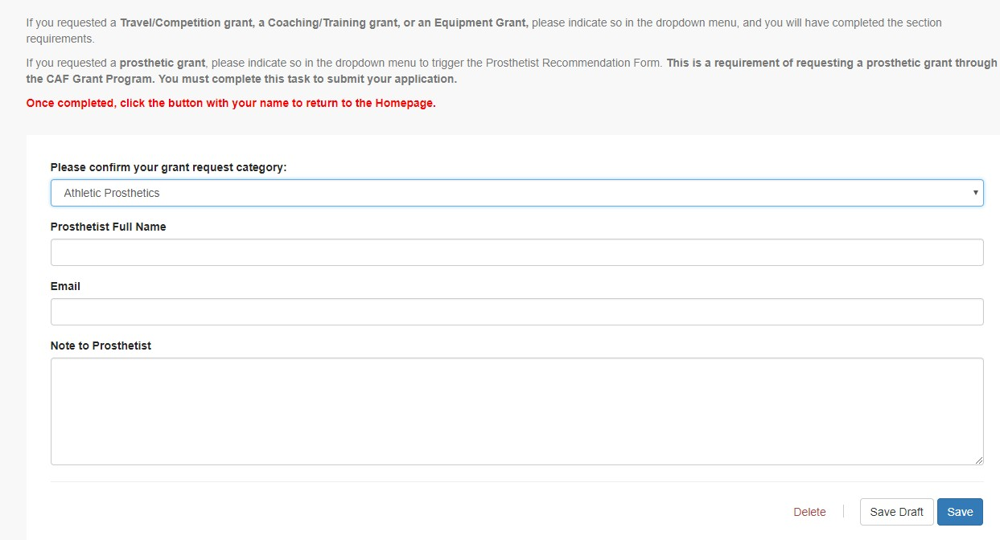 If you requested a Travel/Competition grant, a Coaching/Training grant, or an Equipment Grant, please indicate so in the dropdown menu, and you will have completed the section
requirements.
If you requested a prosthetic grant, please indicate so in the dropdown menu to trigger the Prosthetist Recommendation Form. This is a requirement of requesting a prosthetic grant through
the CAF Grant Program. You must complete this task to submit your application.
Once completed, click the button with your name to return to the Homepage.
Please confirm your grant request category:
Athletic Prosthetics
Prosthetist Full Name
Email
Note to Prosthetist
Delete Save Draft Save